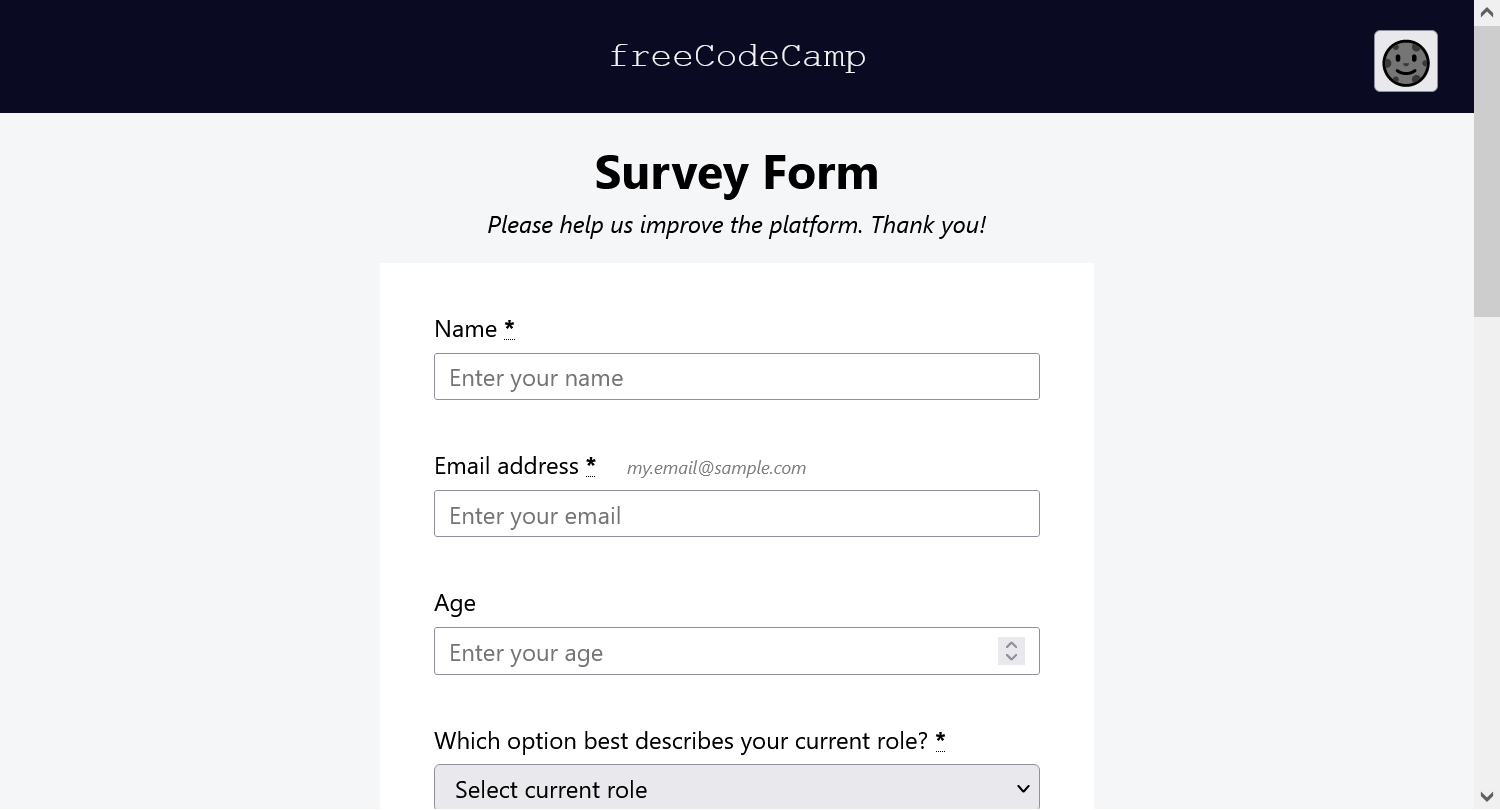 freeCodeCamp
Survey Form
Please help us improve the platform. Thank you!
Name *
Enter your name
Email address * my.email@sample.com
Enter your email
Age
Enter your age
Which option best describes your current role? *
Select current role